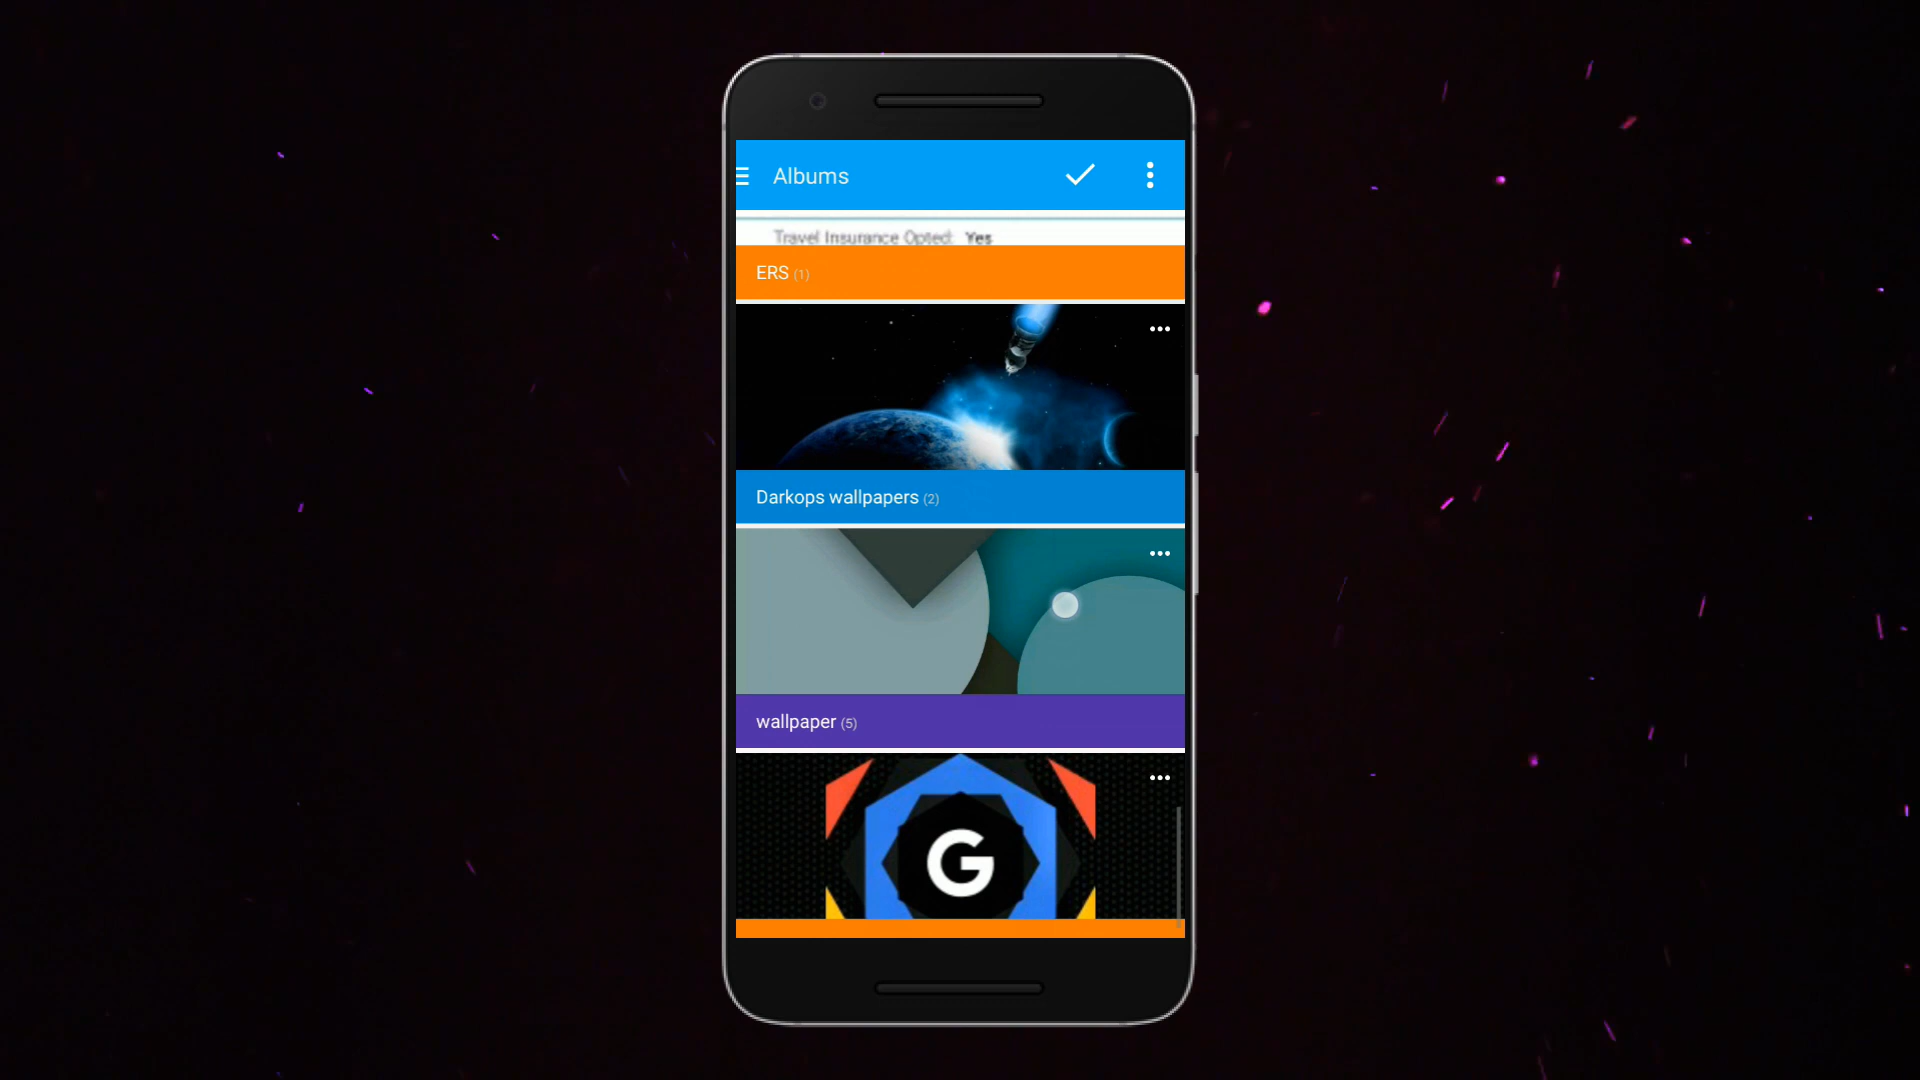 Albums
Travel Insurance Opted: Yes
ERS (1)
Darkops wallpapers (2)
wallpaper (5)
G